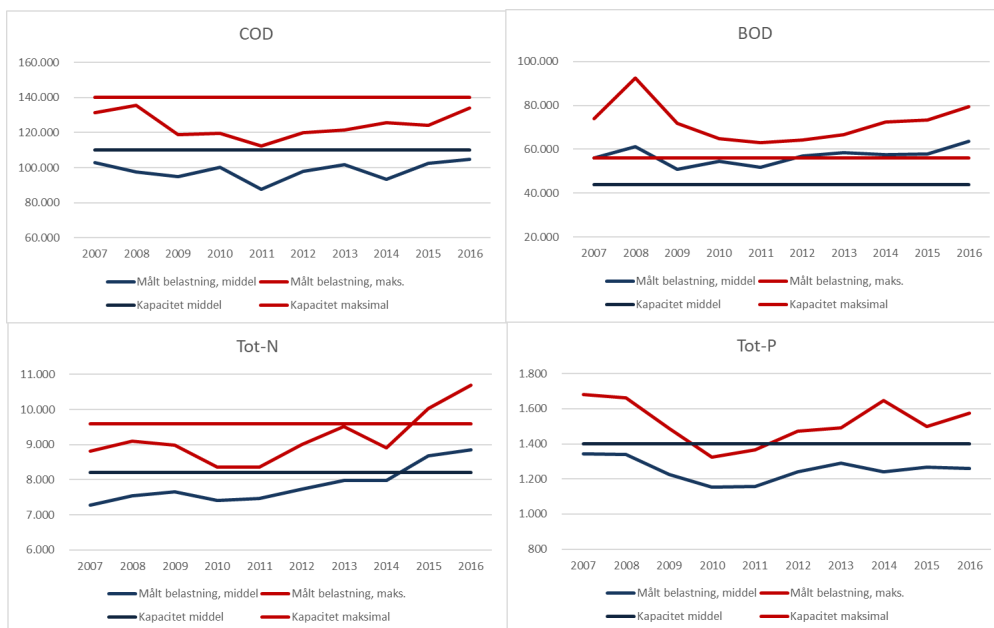 COD
160.000
140.000
120.000
100.000
80.000
60.000
2007 2008 2009 2010 2011 2012 2013 2014 2015 2016
Målt belastning, middel Målt belastning, maks.
Kapacitet middel Kapacitet maksimal
BOD
100.000
80.000
60.000
40.000
20.000
2007 2008 2009 2010 2011 2012 2013 2014 2015 2016
Målt belastning, middel Målt belastning, maks.
Kapacitet middel Kapacitet maksimal
Tot-N
11.000
10.000
9.000
8.000
7.000
6.000
2007 2008 2009 2010 2011 2012 2013 2014 2015 2016
Målt belastning, middel Målt belastning, maks.
Kapacitet middel Kapacitet maksimal
Tot-P
1.800
1.600
1.400
1.200
1.000
800
2007 2008 2009 2010 2011 2012 2013 2014 2015 2016
Målt belastning, middel Målt belastning, maks.
Kapacitet middel Kapacitet maksimal